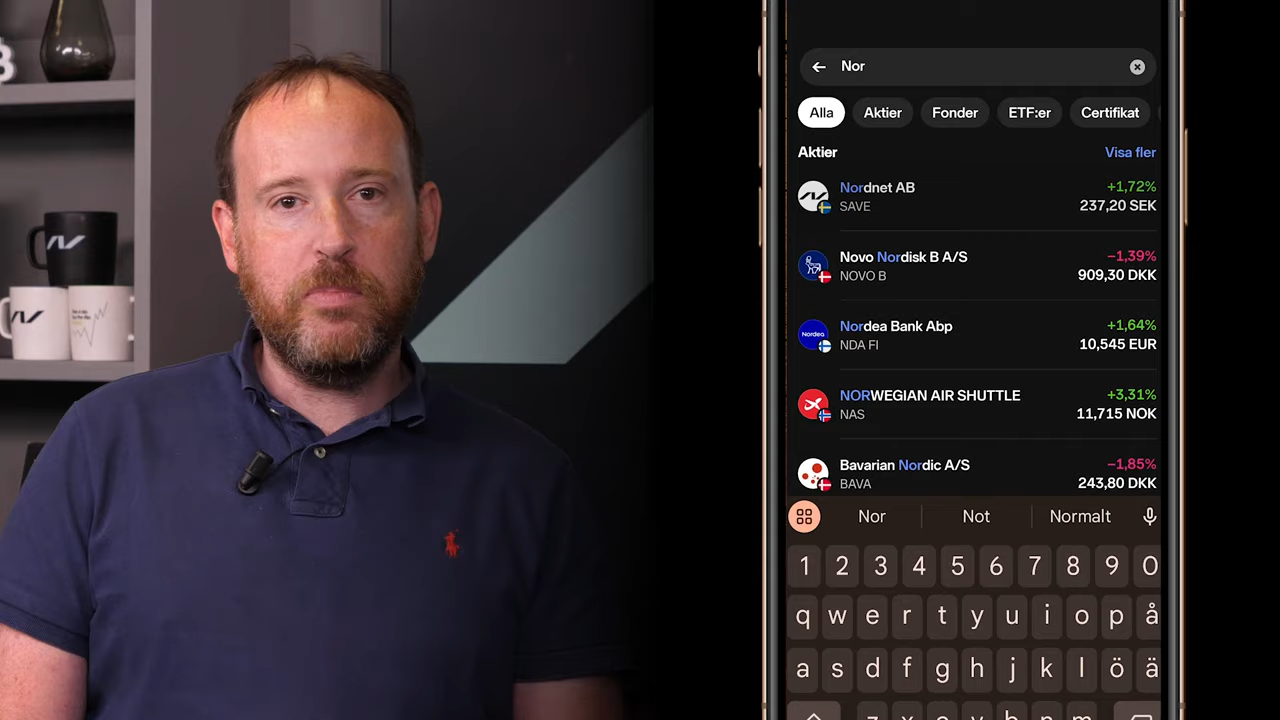 Nor
Alla Aktier Fonder ETF:er Certifikat
Aktier Visa fler
Nordnet AB +1,72%
SAVE 237,20 SEK
Novo Nordisk B A/S −1,39%
NOVO B 909,30 DKK
Nordea Bank Abp +1,64%
Nordea
NDA FI 10,545 EUR
NORWEGIAN AIR SHUTTLE +3,31%
NAS 11,715 NOK
Bavarian Nordic A/S −1,85%
BAVA 243,80 DKK
Nor Not Normalt
1 2 3 4 5 6 7 8 9 0
q w e r t y u i o p å
a s d f g h j k l ö ä
z x c v b n m